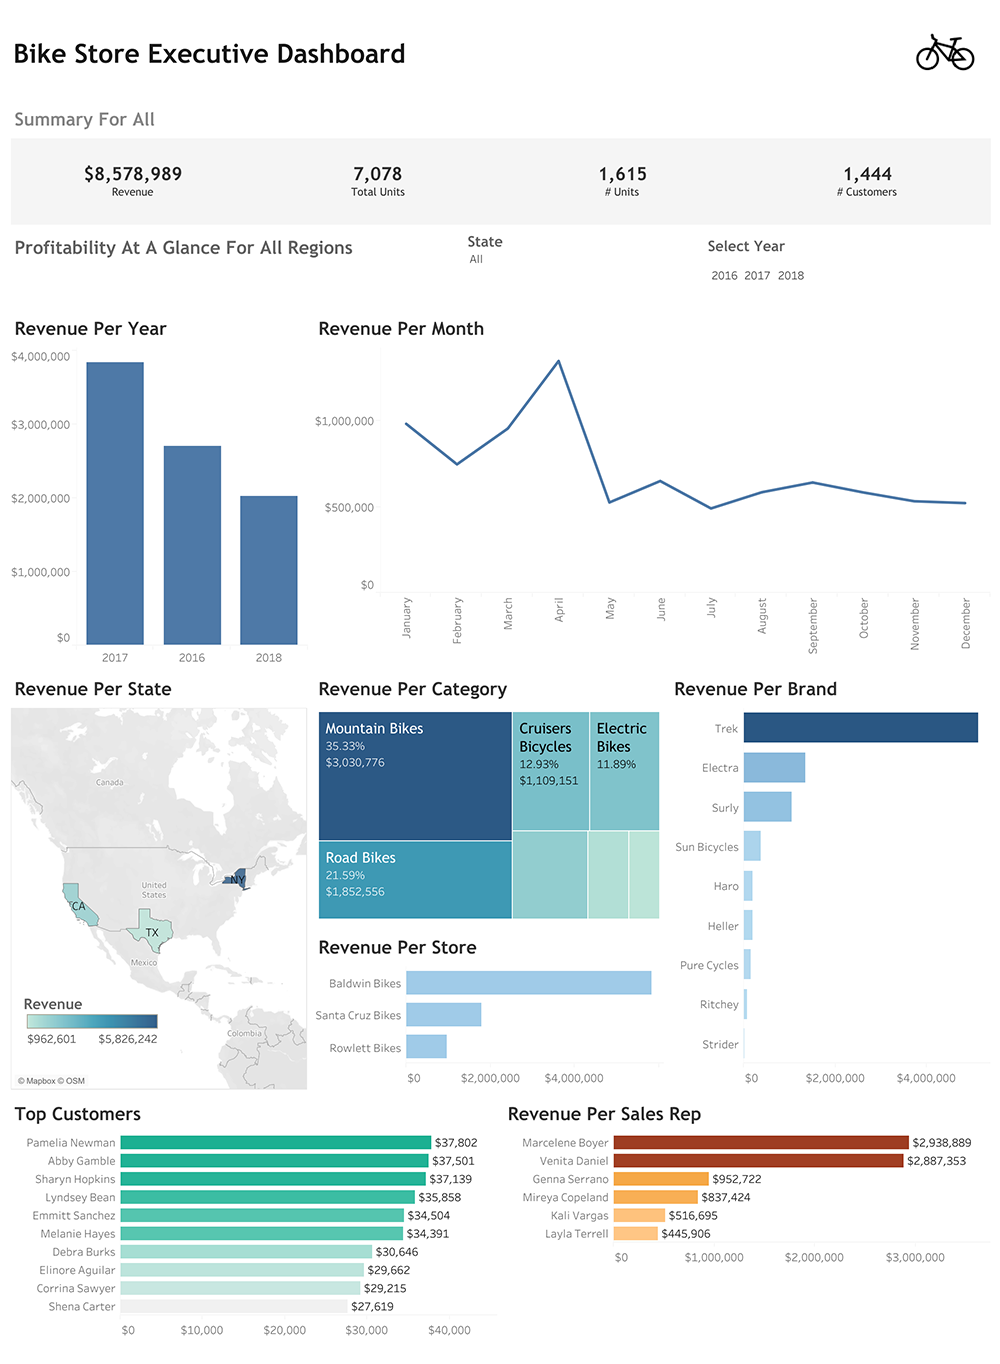 Bike Store Executive Dashboard
Summary For All
$8,578,989
Revenue
7,078
Total Units
1,615
# Units
1,444
# Customers
Profitability At A Glance For All Regions
State
All
Select Year
2016 2017 2018
Revenue Per Year
$4,000,000
$3,000,000
$2,000,000
$1,000,000
$0
2017
2016
2018
Revenue Per Month
$1,000,000
$500,000
$0
January
February
March
April
May
June
July
August
September
October
November
December
Revenue Per State
Canada
United
States
NY
CA
TX
Mexico
Colombia
Revenue
$962,601
$5,826,242
© Mapbox © OSM
Revenue Per Category
Mountain Bikes
35.33%
$3,030,776
Road Bikes
21.59%
$1,852,556
Cruisers
Bicycles
12.93%
$1,109,151
Electric
Bikes
11.89%
Revenue Per Store
Baldwin Bikes
Santa Cruz Bikes
Rowlett Bikes
$0
$2,000,000
$4,000,000
Revenue Per Brand
Trek
Electra
Surly
Sun Bicycles
Haro
Heller
Pure Cycles
Ritchey
Strider
$0
$2,000,000
$4,000,000
Top Customers
Pamelia Newman $37,802
Abby Gamble $37,501
Sharyn Hopkins $37,139
Lyndsey Bean $35,858
Emmitt Sanchez $34,504
Melanie Hayes $34,391
Debra Burks $30,646
Elinore Aguilar $29,662
Corrina Sawyer $29,215
Shena Carter $27,619
$0
$10,000
$20,000
$30,000
$40,000
Revenue Per Sales Rep
Marcelene Boyer $2,938,889
Venita Daniel $2,887,353
Genna Serrano $952,722
Mireya Copeland $837,424
Kali Vargas $516,695
Layla Terrell $445,906
$0
$1,000,000
$2,000,000
$3,000,000